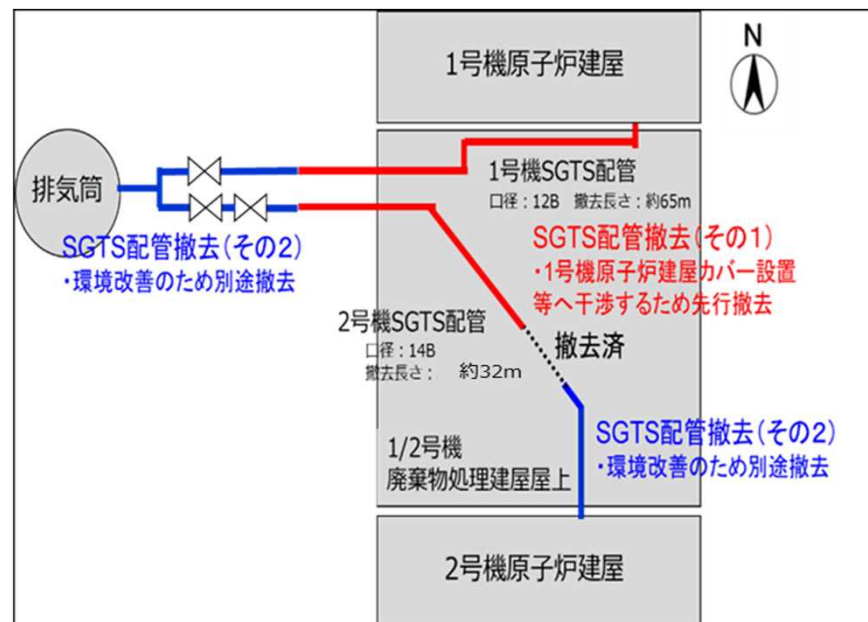 1号機原子炉建屋
N
排気筒
1号機SGTS配管
口径：12B　撤去長さ：約65m
SGTS配管撤去(その1)
・1号機原子炉建屋カバー設置
等へ干渉するため先行撤去
SGTS配管撤去(その2)
・環境改善のため別途撤去
2号機SGTS配管
口径：14B
撤去長さ：　約32m
撤去済
SGTS配管撤去(その2)
・環境改善のため別途撤去
1/2号機
廃棄物処理建屋屋上
2号機原子炉建屋